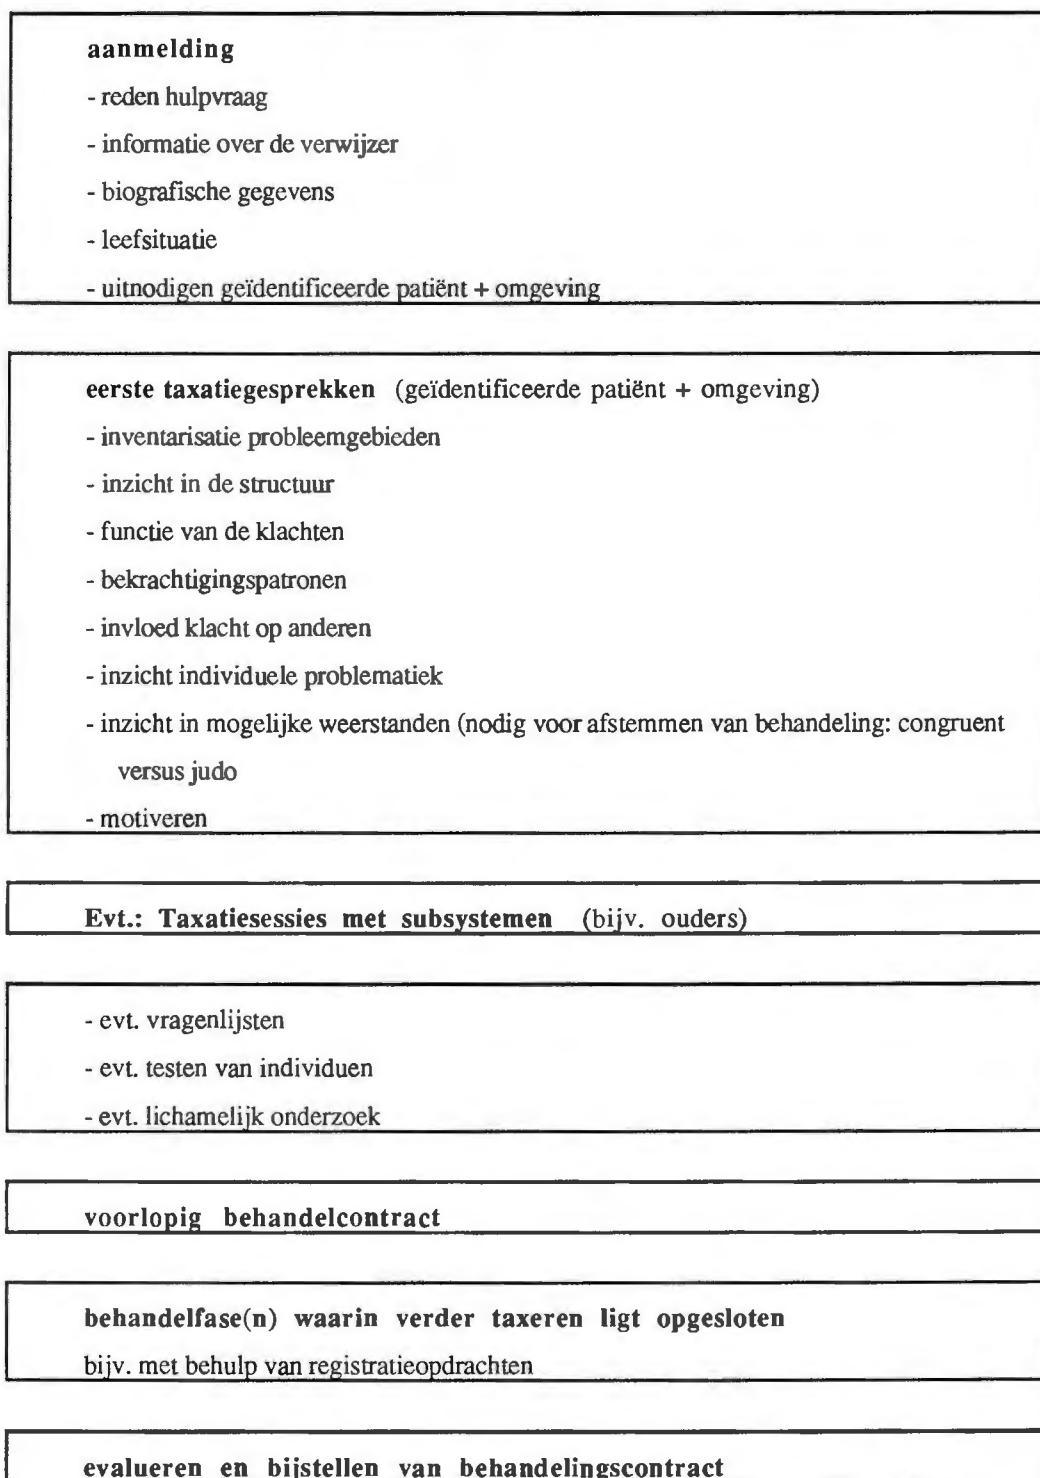 aanmelding
- reden hulpvraag
- informatie over de verwijzer
- biografische gegevens
- leefsituatie
- uitnodigen geïdentificeerde patiënt + omgeving
eerste taxatiegesprekken (geïdentificeerde patiënt + omgeving)
- inventarisatie probleemgebieden
- inzicht in de structuur
- functie van de klachten
- bekrachtigingspatronen
- invloed klacht op anderen
- inzicht individuele problematiek
- inzicht in mogelijke weerstanden (nodig voor afstemmen van behandeling: congruent
versus judo
- motiveren
Evt.: Taxatiesessies met subsystemen (bijv. ouders)
- evt. vragenlijsten
- evt. testen van individuen
- evt. lichamelijk onderzoek
voorlopig behandelcontract
behandelfase(n) waarin verder taxeren ligt opgesloten
bijv. met behulp van registratieopdrachten
evalueren en bijstellen van behandelingscontract